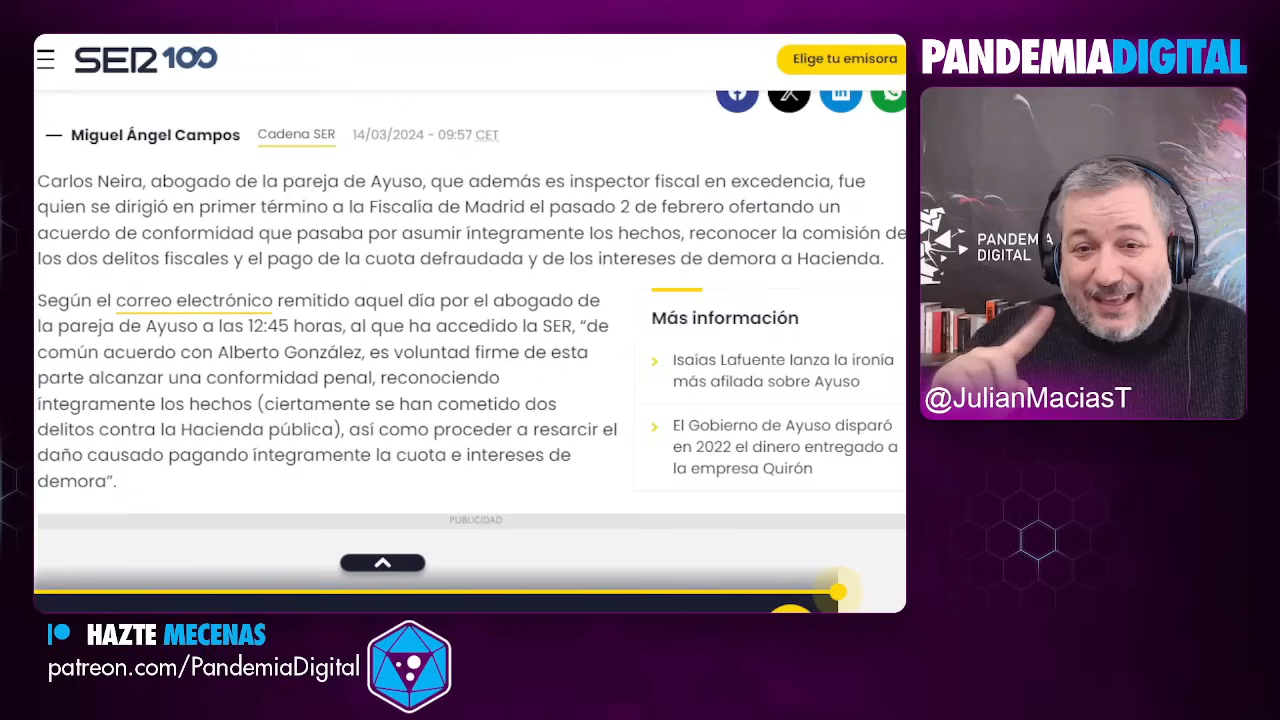 SER 100
Elige tu emisora
— Miguel Ángel Campos Cadena SER 14/03/2024 - 09:57 CET
Carlos Neira, abogado de la pareja de Ayuso, que además es inspector fiscal en excedencia, fue
quien se dirigió en primer término a la Fiscalía de Madrid el pasado 2 de febrero ofertando un
acuerdo de conformidad que pasaba por asumir íntegramente los hechos, reconocer la comisión de
los dos delitos fiscales y el pago de la cuota defraudada y de los intereses de demora a Hacienda.
Según el correo electrónico remitido aquel día por el abogado de
la pareja de Ayuso a las 12:45 horas, al que ha accedido la SER, “de
común acuerdo con Alberto González, es voluntad firme de esta
parte alcanzar una conformidad penal, reconociendo
íntegramente los hechos (ciertamente se han cometido dos
delitos contra la Hacienda pública), así como proceder a resarcir el
daño causado pagando íntegramente la cuota e intereses de
demora”.
Más información
Isaías Lafuente lanza la ironía
más afilada sobre Ayuso
El Gobierno de Ayuso disparó
en 2022 el dinero entregado a
la empresa Quirón
PUBLICIDAD
PANDEMIADIGITAL
PANDEMIA
DIGITAL
@JulianMaciasT
HAZTE MECENAS
patreon.com/PandemiaDigital